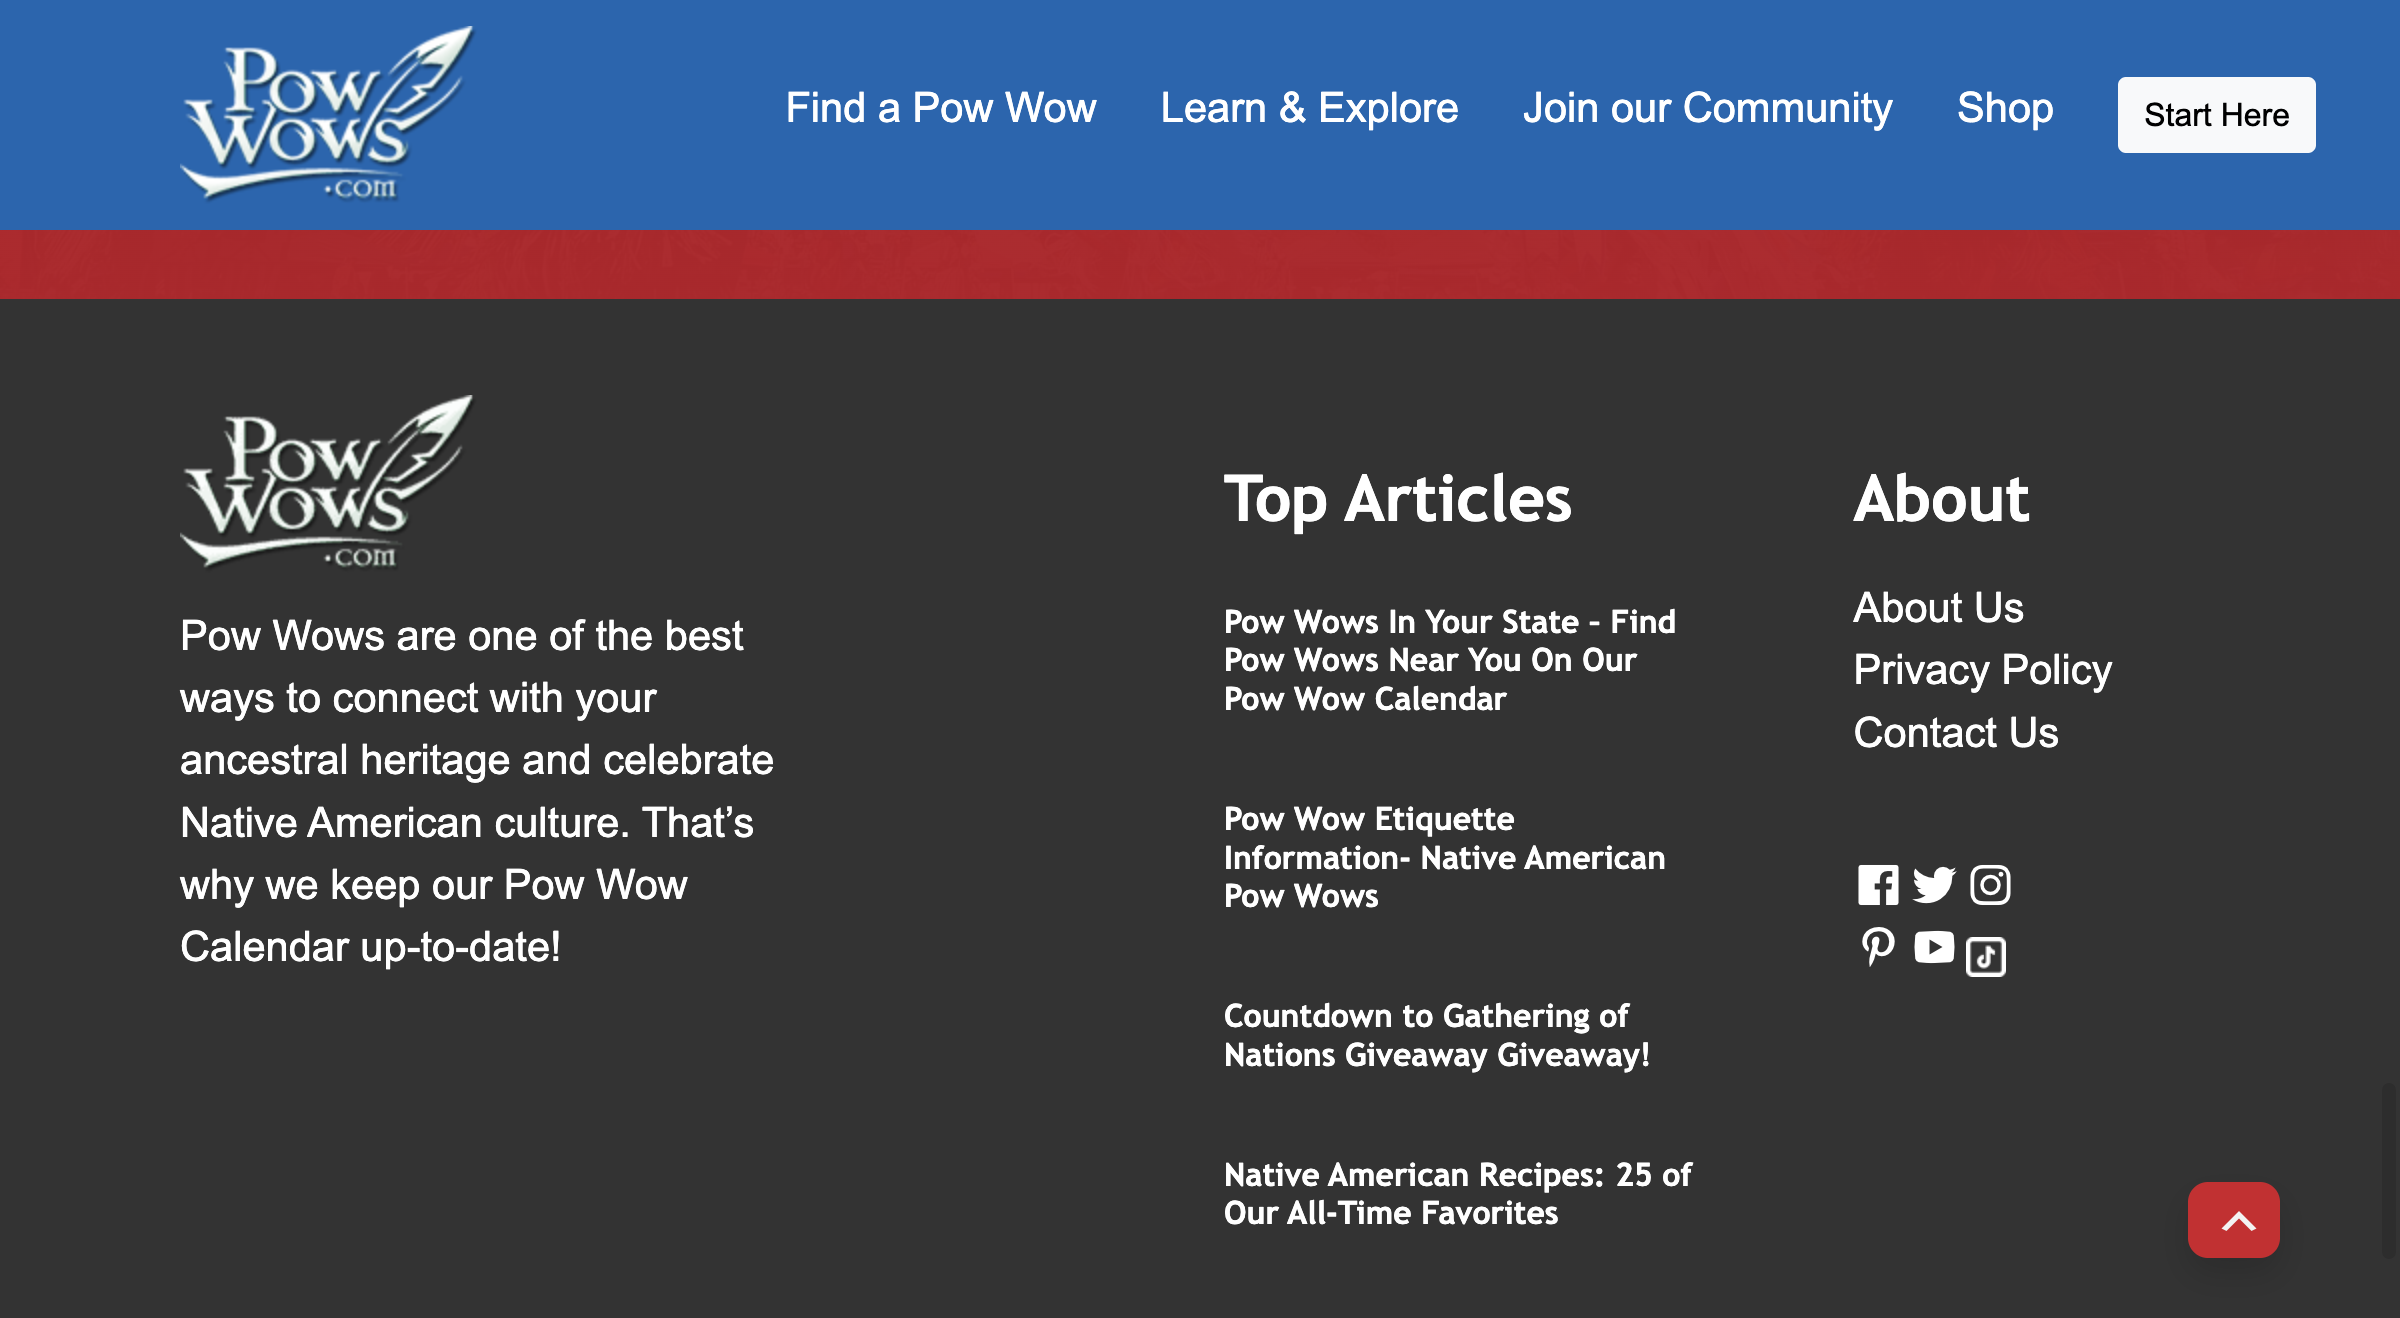 Pow
Wows
.com
Find a Pow Wow
Learn & Explore
Join our Community
Shop
Start Here
Pow
Wows
.com
Pow Wows are one of the best
ways to connect with your
ancestral heritage and celebrate
Native American culture. That’s
why we keep our Pow Wow
Calendar up-to-date!
Top Articles
Pow Wows In Your State – Find
Pow Wows Near You On Our
Pow Wow Calendar
Pow Wow Etiquette
Information- Native American
Pow Wows
Countdown to Gathering of
Nations Giveaway Giveaway!
Native American Recipes: 25 of
Our All-Time Favorites
About
About Us
Privacy Policy
Contact Us